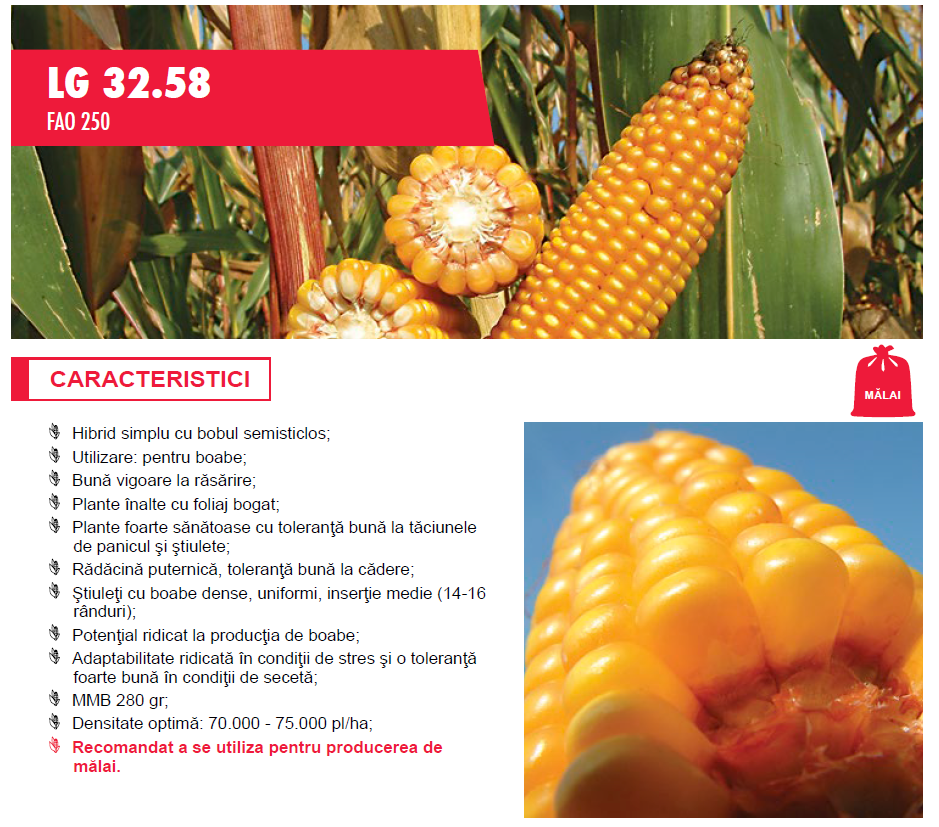 LG 32.58
FAO 250
CARACTERISTICI
MĂLAI
Hibrid simplu cu bobul semisticlos;
Utilizare: pentru boabe;
Bună vigoare la răsărire;
Plante înalte cu foliaj bogat;
Plante foarte sănătoase cu toleranţă bună la tăciunele
de panicul şi ştiulete;
Rădăcină puternică, toleranţă bună la cădere;
Ştiuleţi cu boabe dense, uniformi, inserţie medie (14-16
rânduri);
Potenţial ridicat la producţia de boabe;
Adaptabilitate ridicată în condiţii de stres şi o toleranţă
foarte bună în condiţii de secetă;
MMB 280 gr;
Densitate optimă: 70.000 - 75.000 pl/ha;
Recomandat a se utiliza pentru producerea de
mălai.